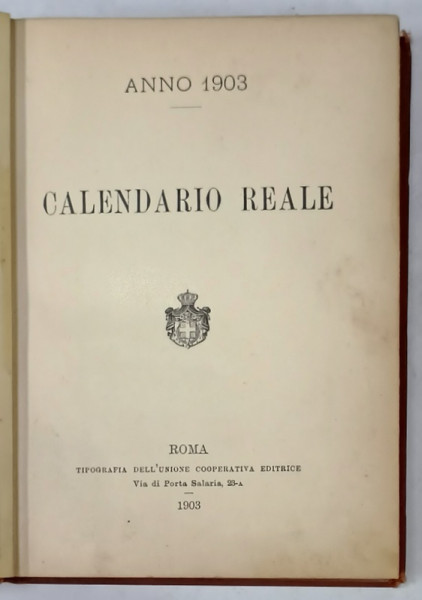 ANNO 1903
CALENDARIO REALE
ROMA
TIPOGRAFIA DELL'UNIONE COOPERATIVA EDITRICE
Via di Porta Salaria, 23-A
1903